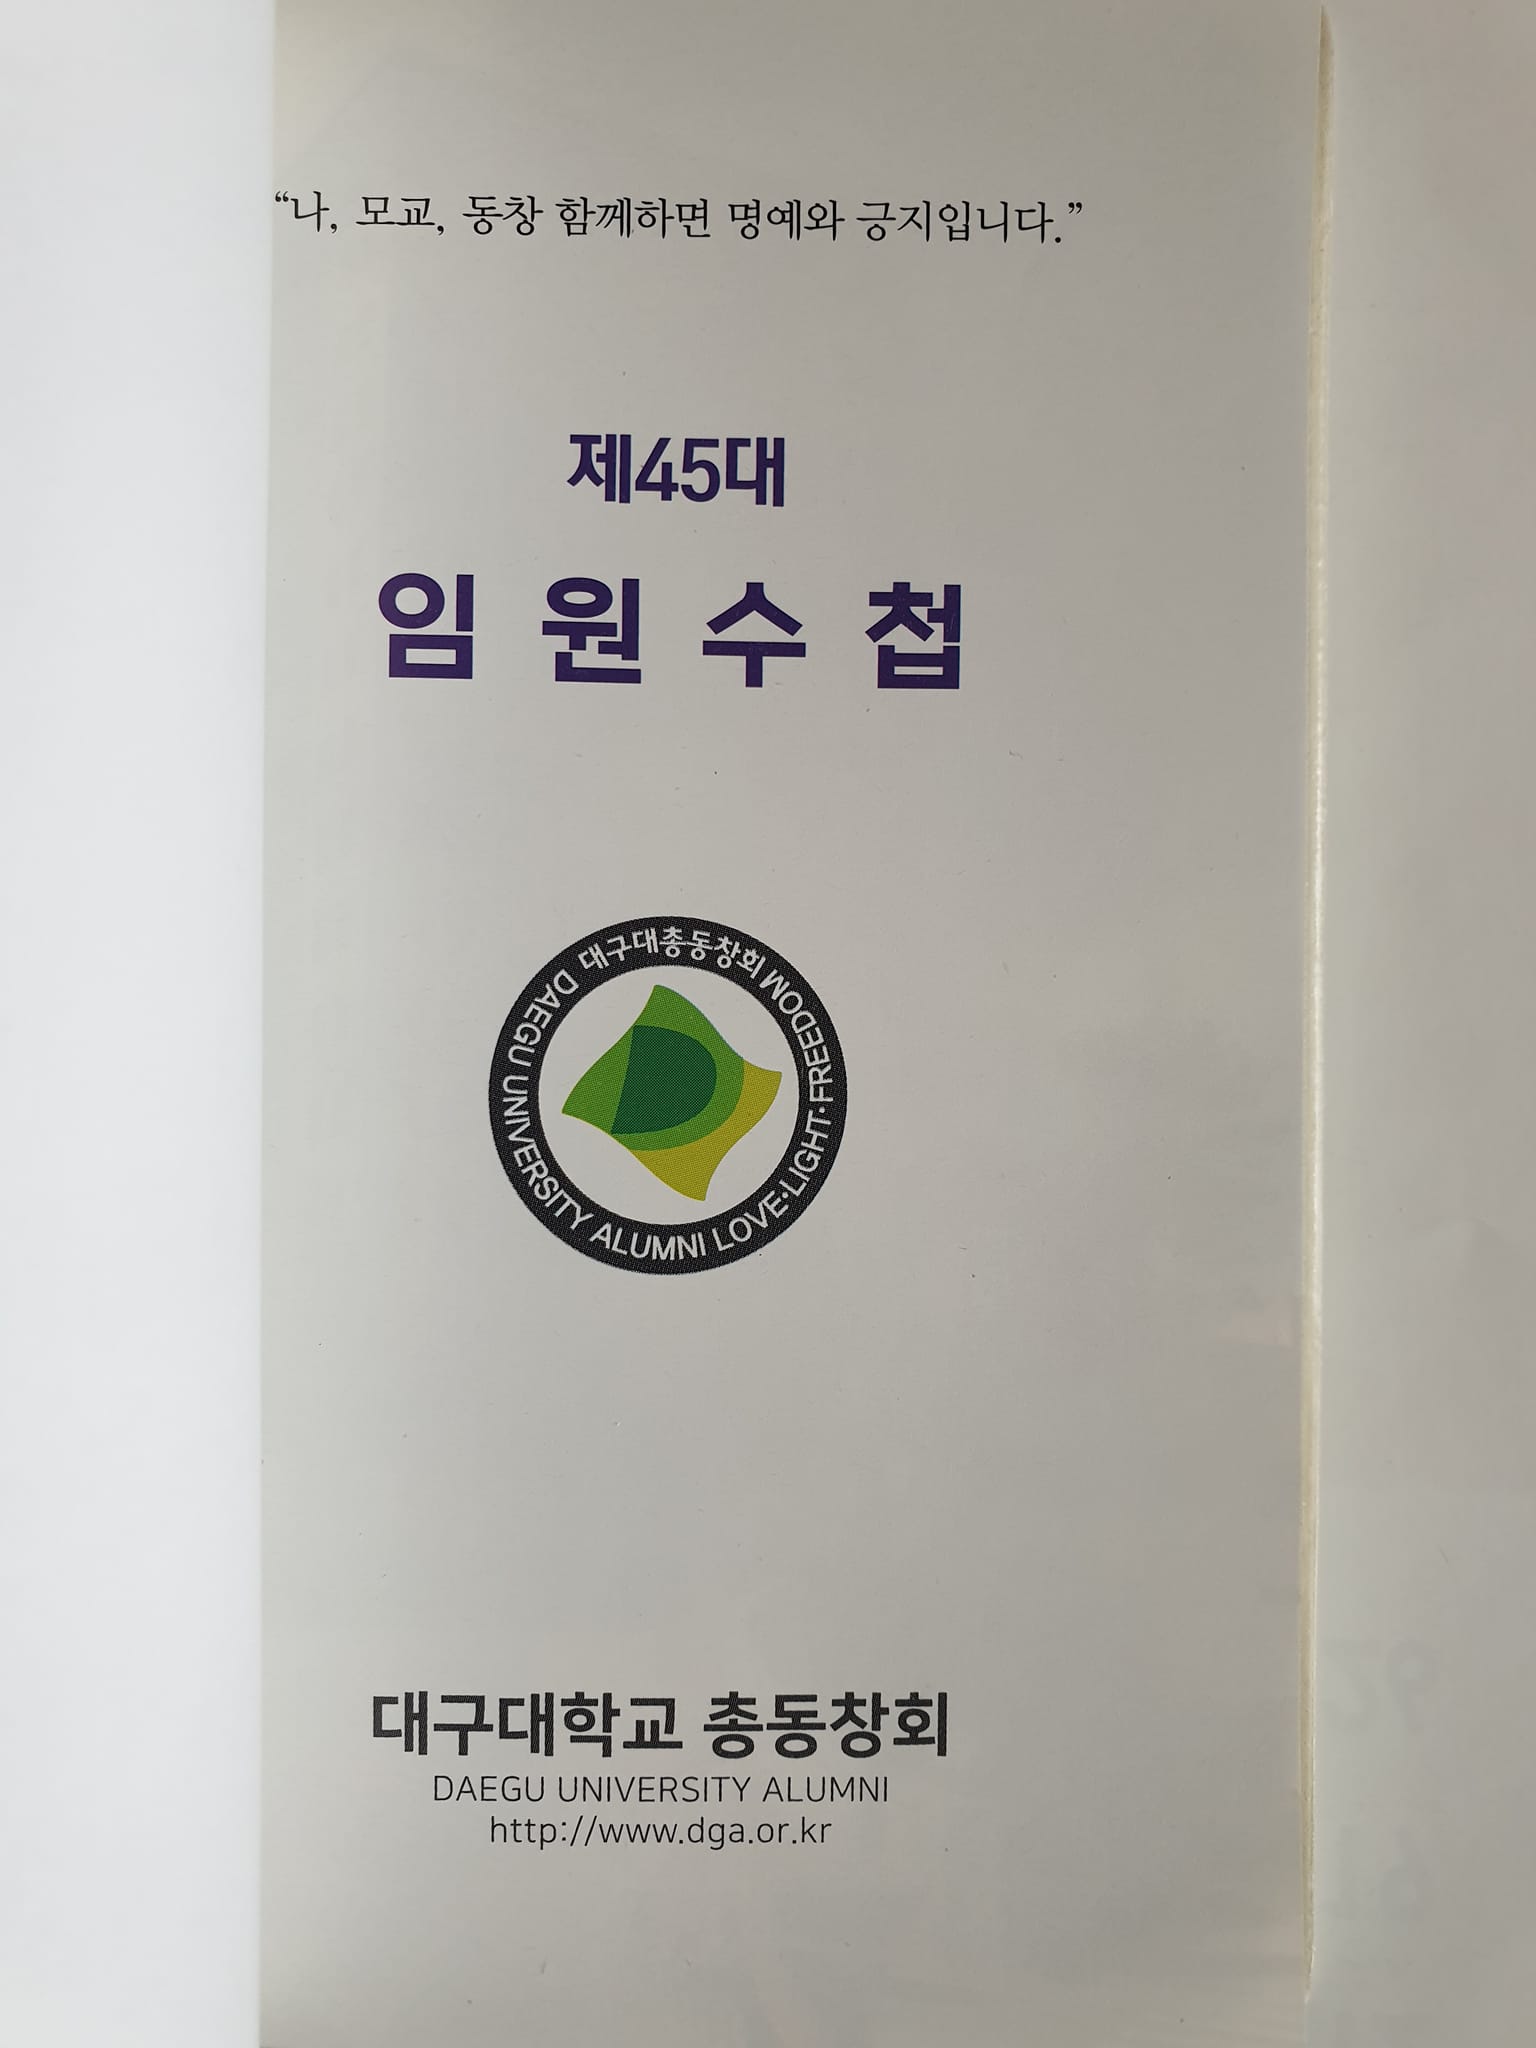 “나, 모교, 동창 함께하면 명예와 긍지입니다.”
제45대
임원수첩
대구대총동창회
DAEGU UNIVERSITY ALUMNI LOVE·LIGHT·FREEDOM
대구대학교 총동창회
DAEGU UNIVERSITY ALUMNI
http://www.dga.or.kr